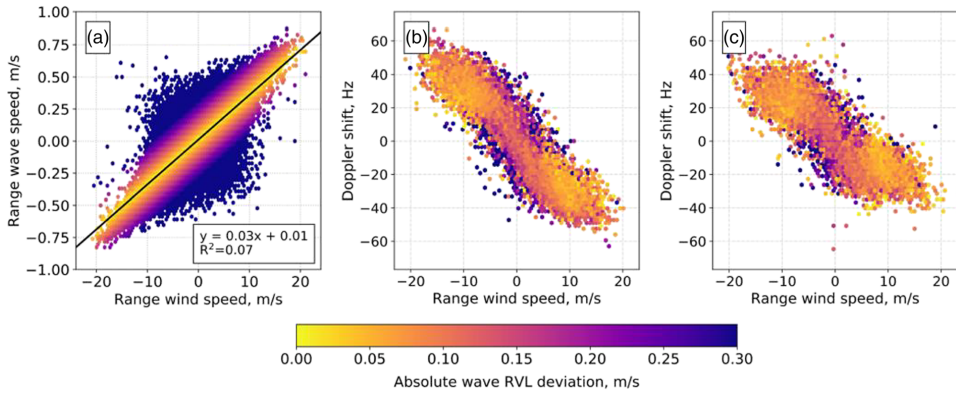 (a)
1.00
0.75
0.50
0.25
0.00
−0.25
−0.50
−0.75
−1.00
Range wave speed, m/s
y = 0.03x + 0.01
R²=0.07
−20 −10 0 10 20
Range wind speed, m/s
(b)
60
40
20
0
−20
−40
−60
Doppler shift, Hz
−20 −10 0 10 20
Range wind speed, m/s
(c)
60
40
20
0
−20
−40
−60
Doppler shift, Hz
−20 −10 0 10 20
Range wind speed, m/s
0.00 0.05 0.10 0.15 0.20 0.25 0.30
Absolute wave RVL deviation, m/s